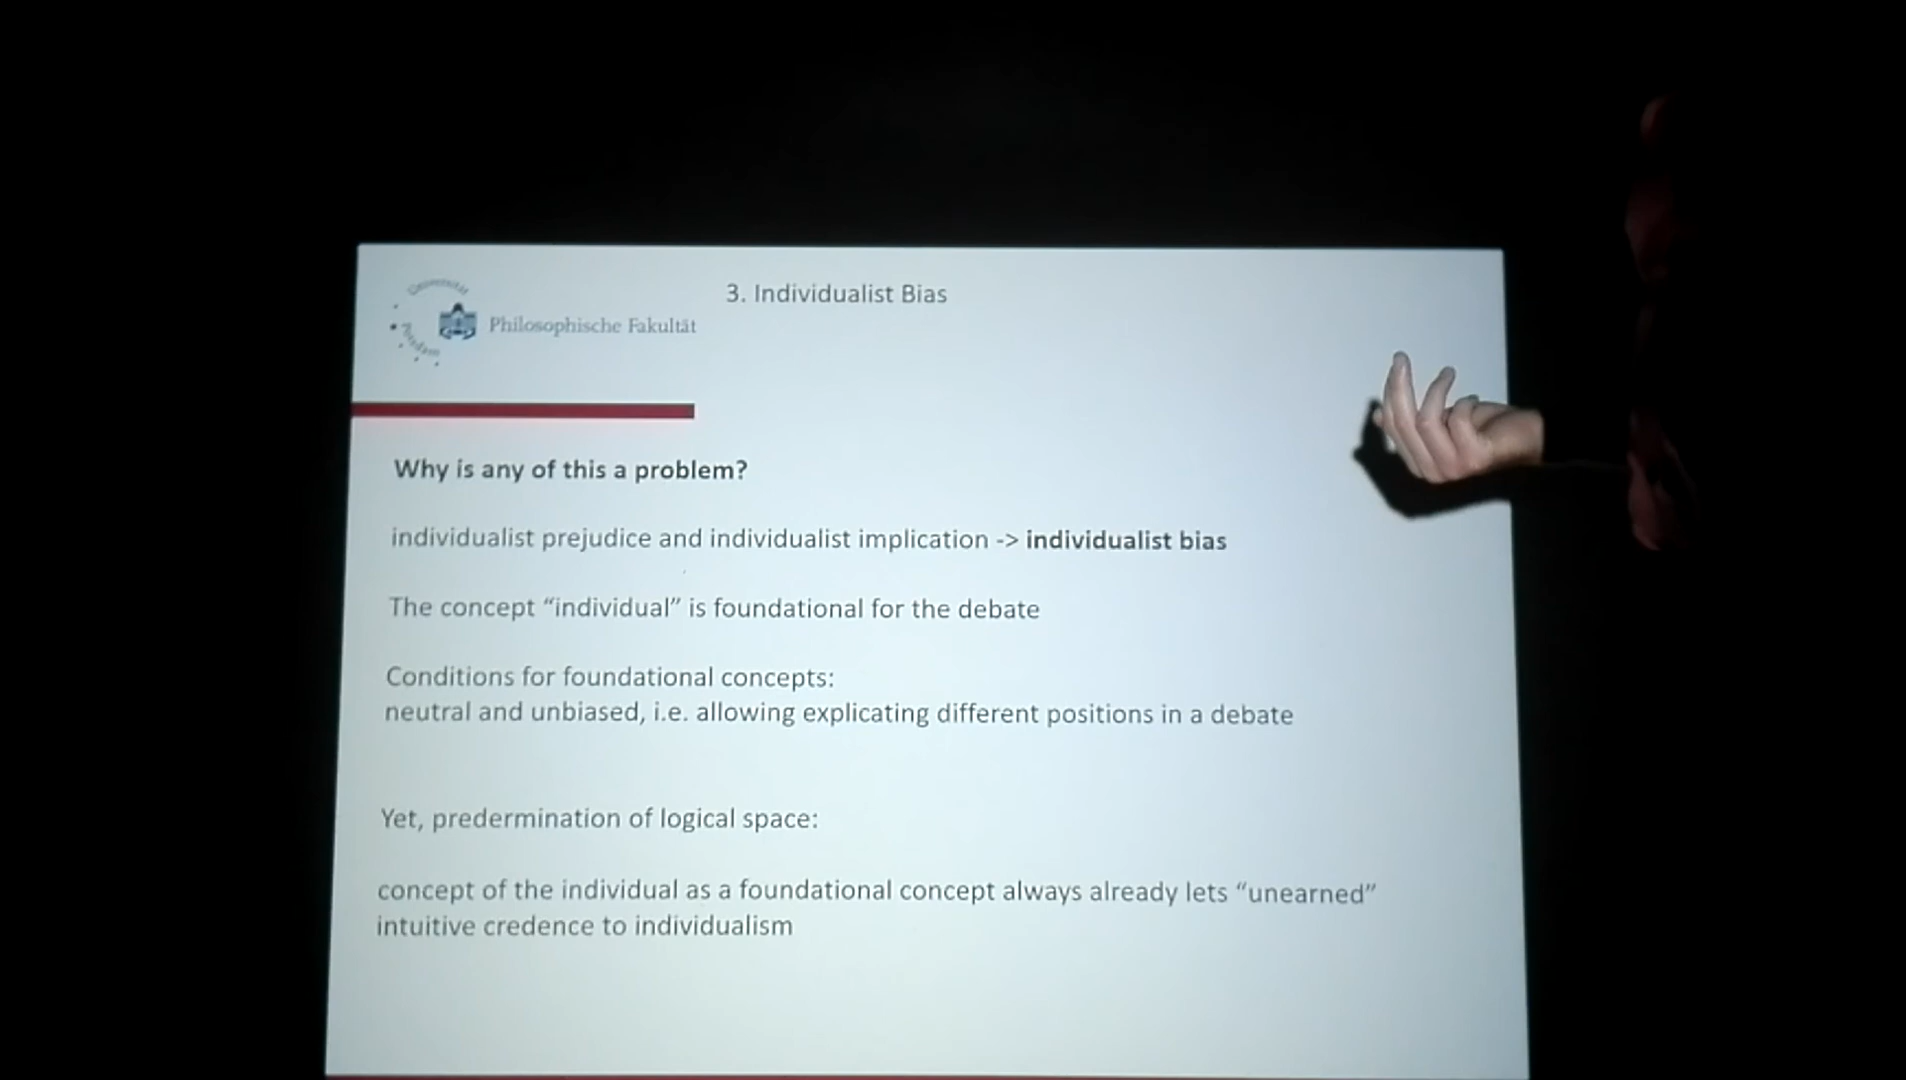 3. Individualist Bias
Universität
Potsdam
Philosophische Fakultät
Why is any of this a problem?
individualist prejudice and individualist implication -> individualist bias
The concept “individual” is foundational for the debate
Conditions for foundational concepts:
neutral and unbiased, i.e. allowing explicating different positions in a debate
Yet, predermination of logical space:
concept of the individual as a foundational concept always already lets “unearned”
intuitive credence to individualism